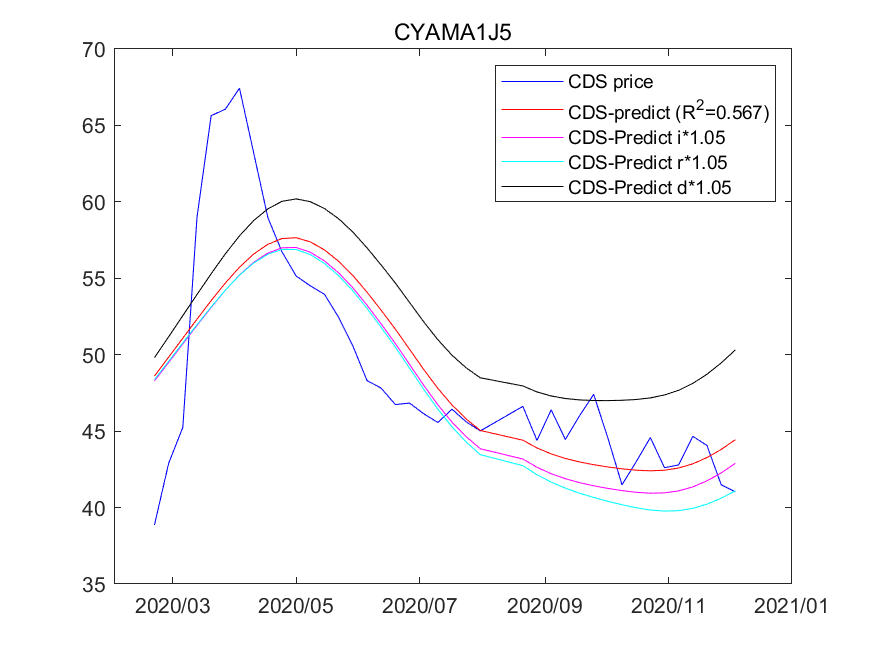 CYAMA1J5
70
65
60
55
50
45
40
35
CDS price
CDS-predict (R²=0.567)
CDS-Predict i*1.05
CDS-Predict r*1.05
CDS-Predict d*1.05
2020/03 2020/05 2020/07 2020/09 2020/11 2021/01